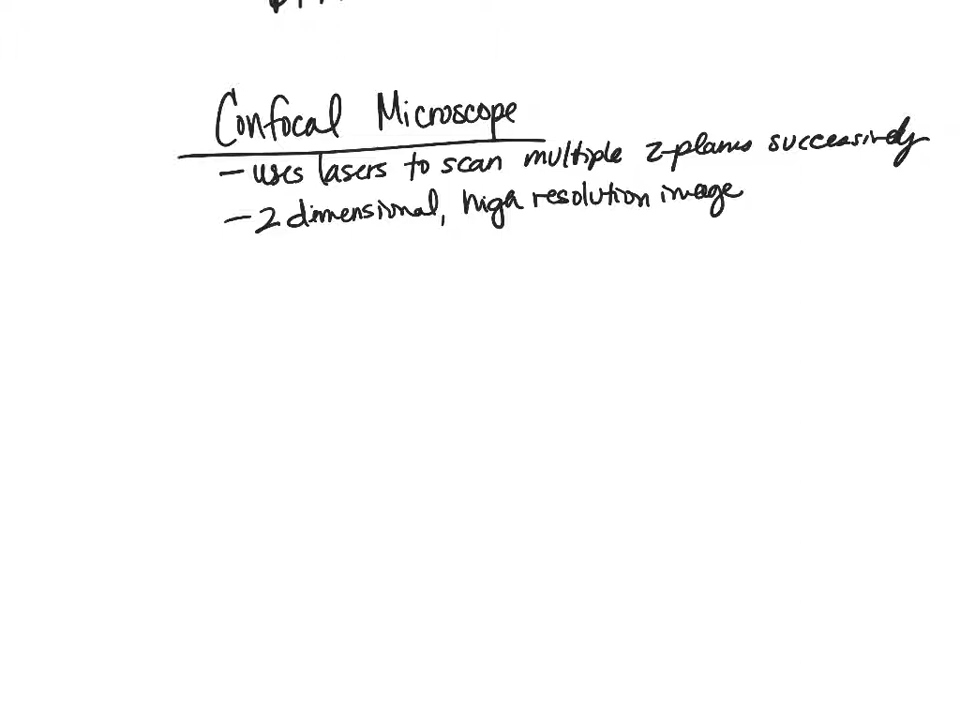 Confocal Microscope
- uses lasers to scan multiple z-planes successively
- 2 dimensional, high resolution image